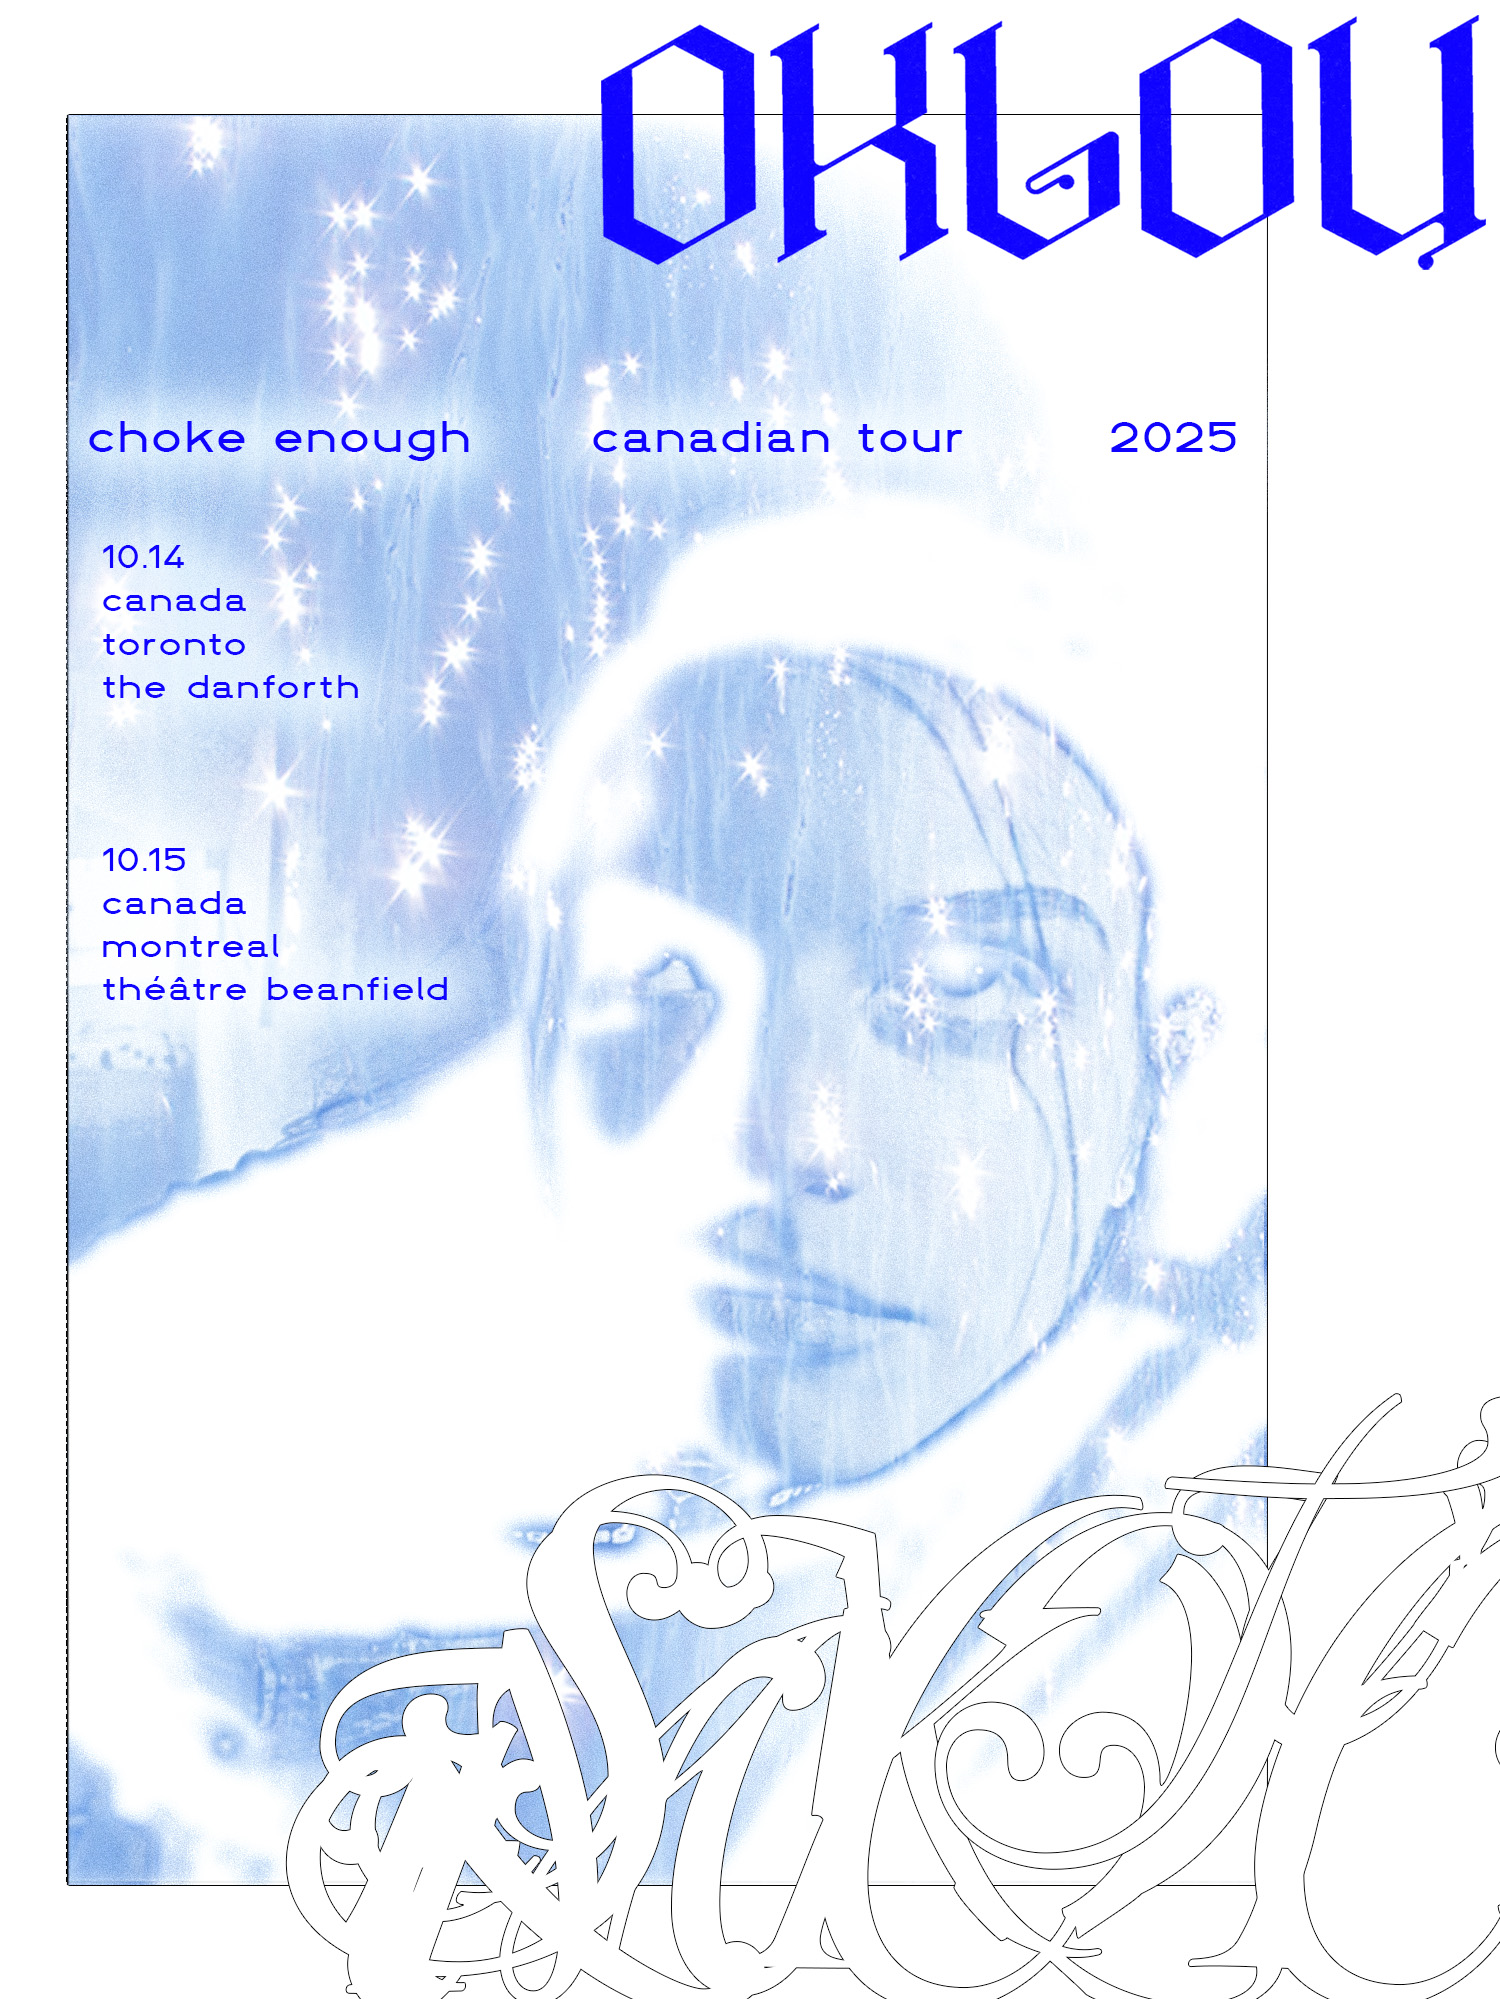 OKLOU
choke enough canadian tour 2025
10.14
canada
toronto
the danforth
10.15
canada
montreal
théâtre beanfield